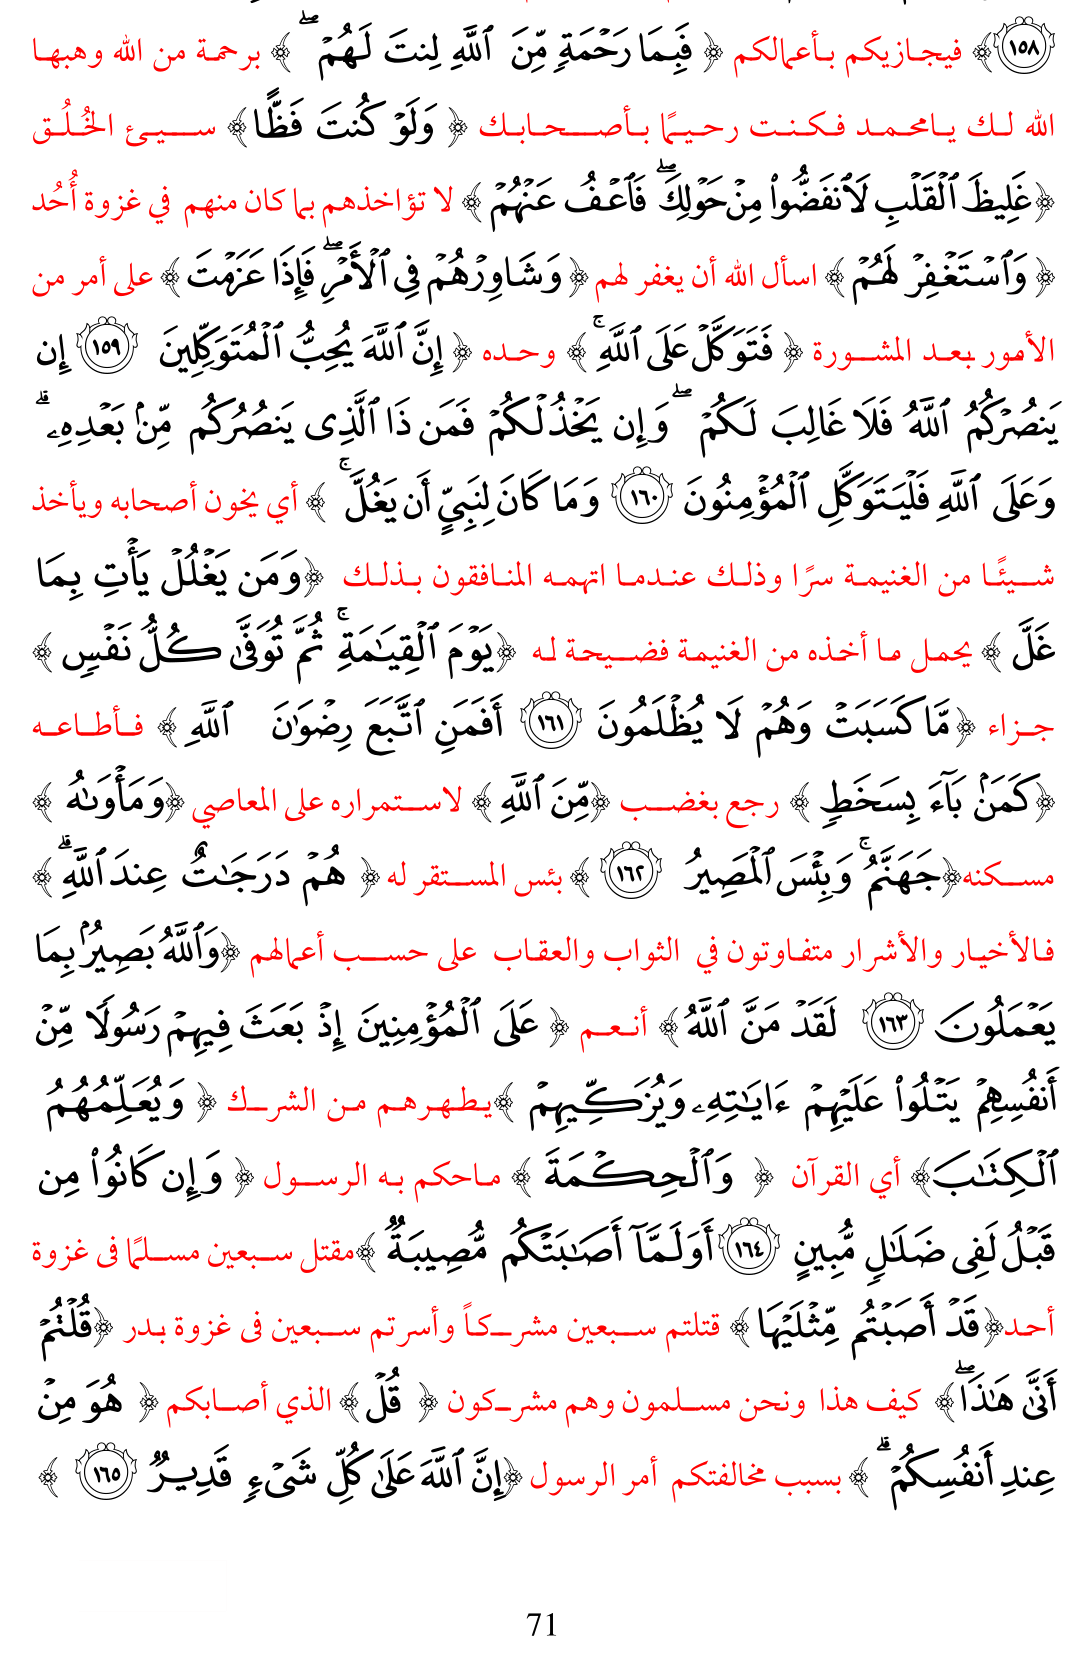 ﴿١٥٨﴾ فيجازيكم بأعمالكم ﴿ فَبِمَا رَحْمَةٍ مِّنَ ٱللَّهِ لِنتَ لَهُمْ ۖ ﴾ برحمة من الله وهبها
الله لك يامحمد فكنت رحيمًا بأصحابك ﴿ وَلَوْ كُنتَ فَظًّا﴾ سيئ الخُلُق
﴿غَلِيظَ ٱلْقَلْبِ لَٱنفَضُّوا۟ مِنْ حَوْلِكَ ۖ فَٱعْفُ عَنْهُمْ ﴾ لا تؤاخذهم بما كان منهم في غزوة أُحُد
﴿ وَٱسْتَغْفِرْ لَهُمْ ﴾ اسأل الله أن يغفر لهم ﴿ وَشَاوِرْهُمْ فِى ٱلْأَمْرِ ۖ فَإِذَا عَزَمْتَ ﴾ على أمر من
الأمور بعد المشورة ﴿ فَتَوَكَّلْ عَلَى ٱللَّهِ ۚ ﴾ وحده ﴿ إِنَّ ٱللَّهَ يُحِبُّ ٱلْمُتَوَكِّلِينَ ١٥٩ إِن
يَنصُرْكُمُ ٱللَّهُ فَلَا غَالِبَ لَكُمْ ۖ وَإِن يَخْذُلْكُمْ فَمَن ذَا ٱلَّذِى يَنصُرُكُم مِّنۢ بَعْدِهِۦ ۗ
وَعَلَى ٱللَّهِ فَلْيَتَوَكَّلِ ٱلْمُؤْمِنُونَ ١٦٠ وَمَا كَانَ لِنَبِىٍّ أَن يَغُلَّ ۚ ﴾ أي يخون أصحابه ويأخذ
شيئًا من الغنيمة سرًا وذلك عندما اتهمه المنافقون بذلك ﴿وَمَن يَغْلُلْ يَأْتِ بِمَا
غَلَّ ﴾ يحمل ما أخذه من الغنيمة فضيحة له ﴿يَوْمَ ٱلْقِيَـٰمَةِ ۚ ثُمَّ تُوَفَّىٰ كُلُّ نَفْسٍ ﴾
جزاء ﴿مَّا كَسَبَتْ وَهُمْ لَا يُظْلَمُونَ ١٦١ أَفَمَنِ ٱتَّبَعَ رِضْوَٰنَ ٱللَّهِ ﴾ فأطاعه
﴿كَمَنۢ بَآءَ بِسَخَطٍ ﴾ رجع بغضب ﴿مِّنَ ٱللَّهِ ﴾ لاستمراره على المعاصي ﴿وَمَأْوَىٰهُ ﴾
مسكنه﴿جَهَنَّمُ ۚ وَبِئْسَ ٱلْمَصِيرُ ١٦٢ ﴾ بئس المستقر له ﴿ هُمْ دَرَجَـٰتٌ عِندَ ٱللَّهِ ۗ ﴾
فالأخيار والأشرار متفاوتون في الثواب والعقاب على حسب أعمالهم ﴿وَٱللَّهُ بَصِيرٌۢ بِمَا
يَعْمَلُونَ ١٦٣ لَقَدْ مَنَّ ٱللَّهُ﴾ أنعم ﴿ عَلَى ٱلْمُؤْمِنِينَ إِذْ بَعَثَ فِيهِمْ رَسُولًا مِّنْ
أَنفُسِهِمْ يَتْلُوا۟ عَلَيْهِمْ ءَايَـٰتِهِۦ وَيُزَكِّيهِمْ ﴾يطهرهم من الشرك ﴿ وَيُعَلِّمُهُمُ
ٱلْكِتَـٰبَ﴾ أي القرآن ﴿ وَٱلْحِكْمَةَ ﴾ ماحكم به الرسول ﴿ وَإِن كَانُوا۟ مِن
قَبْلُ لَفِى ضَلَـٰلٍ مُّبِينٍ ١٦٤ أَوَلَمَّآ أَصَـٰبَتْكُم مُّصِيبَةٌ ﴾مقتل سبعين مسلمًا فى غزوة
أحد﴿قَدْ أَصَبْتُم مِّثْلَيْهَا ﴾ قتلتم سبعين مشركاً وأسرتم سبعين فى غزوة بدر ﴿قُلْتُمْ
أَنَّىٰ هَـٰذَا ۖ﴾ كيف هذا ونحن مسلمون وهم مشركون ﴿ قُلْ﴾ الذي أصابكم ﴿ هُوَ مِنْ
عِندِ أَنفُسِكُمْ ۗ ﴾ بسبب مخالفتكم أمر الرسول ﴿إِنَّ ٱللَّهَ عَلَىٰ كُلِّ شَىْءٍ قَدِيرٌ ١٦٥ ﴾
71